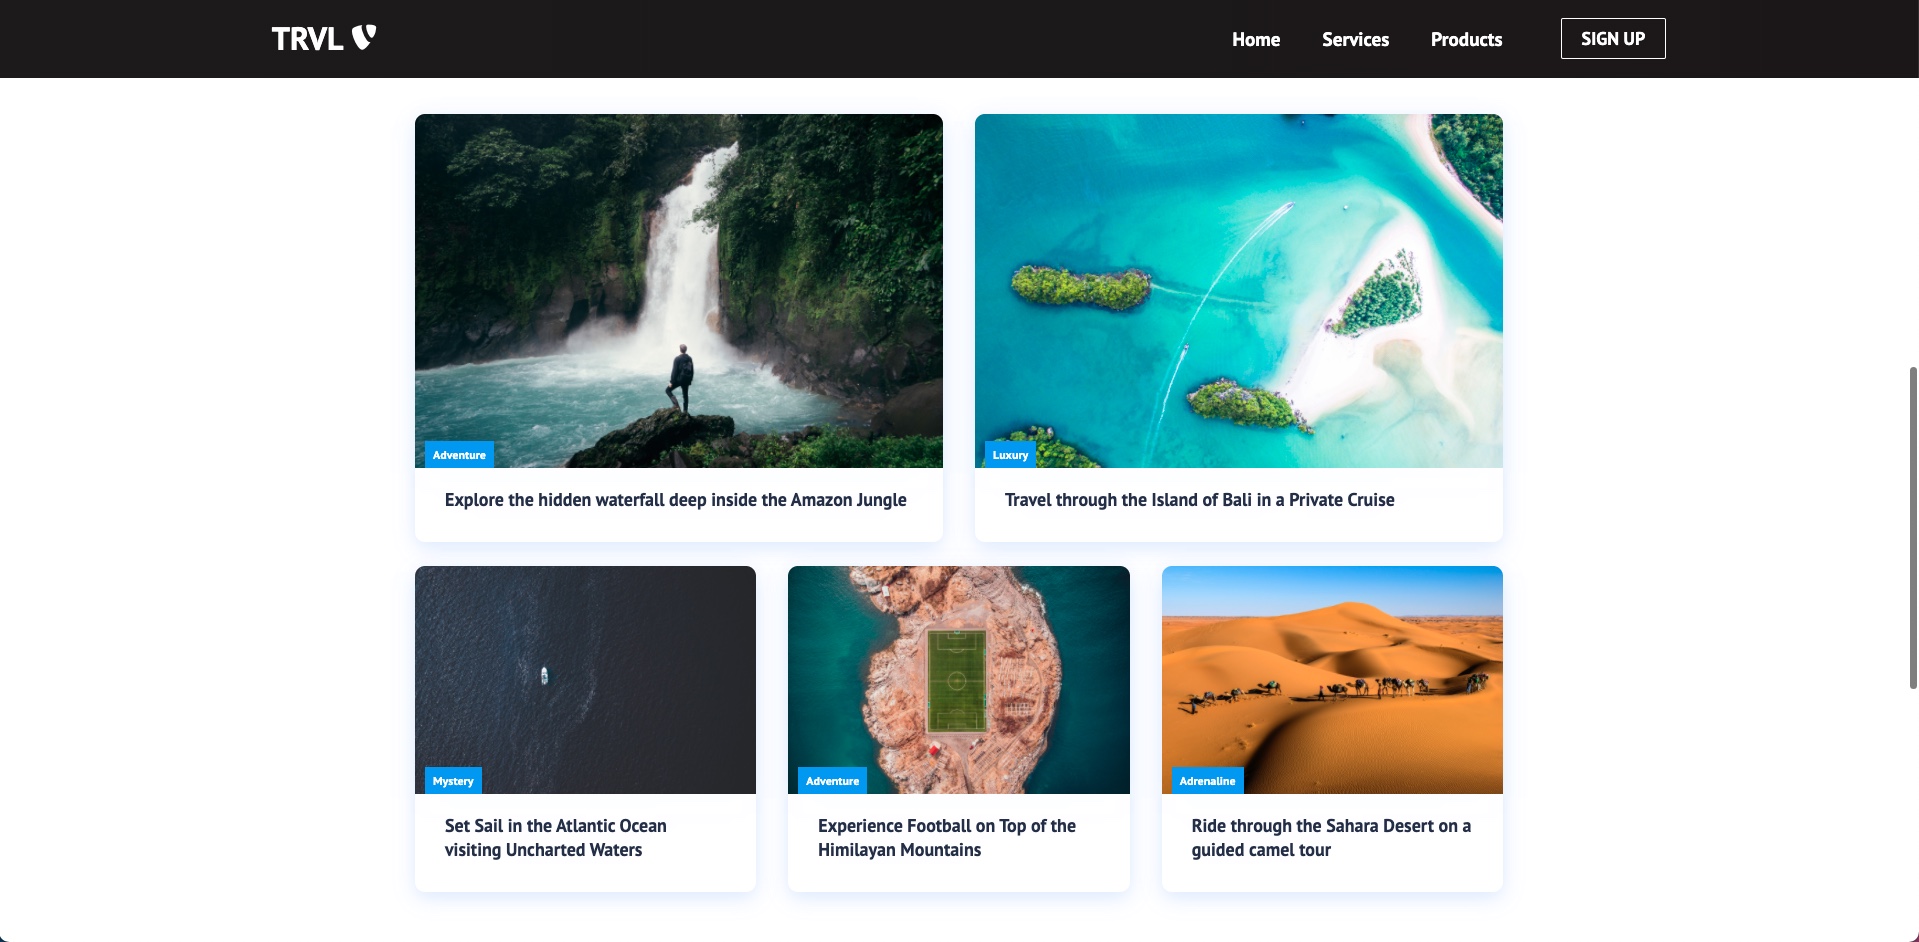 TRVL
Home
Services
Products
SIGN UP
Adventure
Explore the hidden waterfall deep inside the Amazon Jungle
Luxury
Travel through the Island of Bali in a Private Cruise
Mystery
Set Sail in the Atlantic Ocean
visiting Uncharted Waters
Adventure
Experience Football on Top of the
Himilayan Mountains
Adrenaline
Ride through the Sahara Desert on a
guided camel tour